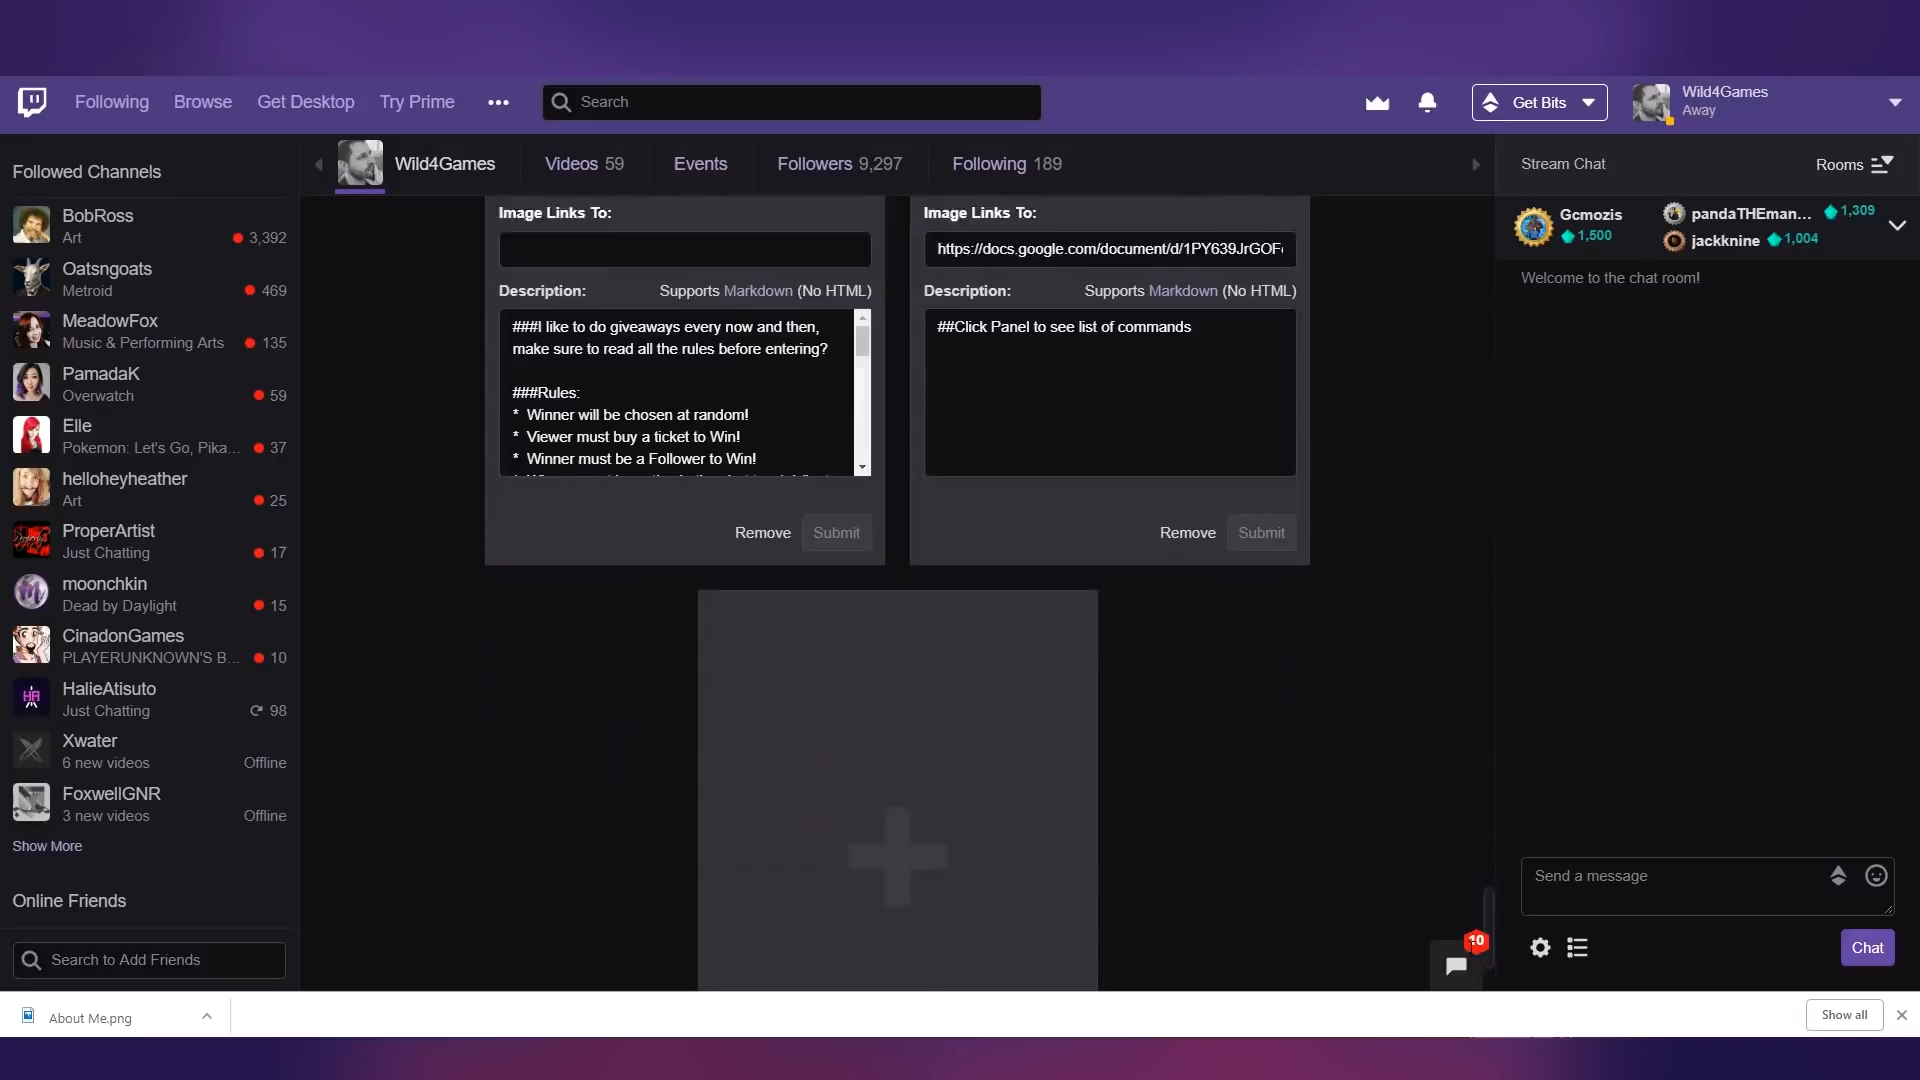 Following Browse Get Desktop Try Prime ••• Search Get Bits Wild4Games
Away
Followed Channels
BobRoss
Art 3,392
Oatsngoats
Metroid 469
MeadowFox
Music & Performing Arts 135
PamadaK
Overwatch 59
Elle
Pokemon: Let's Go, Pika... 37
helloheyheather
Art 25
ProperArtist
Just Chatting 17
moonchkin
Dead by Daylight 15
CinadonGames
PLAYERUNKNOWN'S B... 10
HalieAtisuto
Just Chatting 98
Xwater
6 new videos Offline
FoxwellGNR
3 new videos Offline
Show More
Online Friends
Search to Add Friends
Wild4Games Videos 59 Events Followers 9,297 Following 189
Image Links To:
Description: Supports Markdown (No HTML)
###I like to do giveaways every now and then,
make sure to read all the rules before entering?
###Rules:
* Winner will be chosen at random!
* Viewer must buy a ticket to Win!
* Winner must be a Follower to Win!
Remove Submit
Image Links To:
https://docs.google.com/document/d/1PY639JrGOF
Description: Supports Markdown (No HTML)
##Click Panel to see list of commands
Remove Submit
Stream Chat Rooms
Gcmozis
1,500
pandaTHEman... 1,309
jackknine 1,004
Welcome to the chat room!
Send a message
10
Chat
About Me.png
Show all